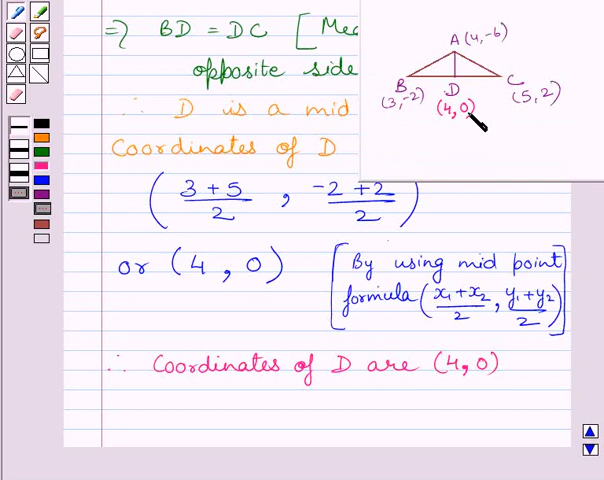 =) BD = DC [ Med
opposite side
∴ D is a mid
Coordinates of D
( 3 + 5 / 2 , -2 + 2 / 2 )
or ( 4 , 0 )
[ By using mid point
formula ( x₁ + x₂ / 2 , y₁ + y₂ / 2 ) ]
∴ Coordinates of D are (4, 0)
A (4, -6)
B D C
(3, -2) (4, 0) (5, 2)